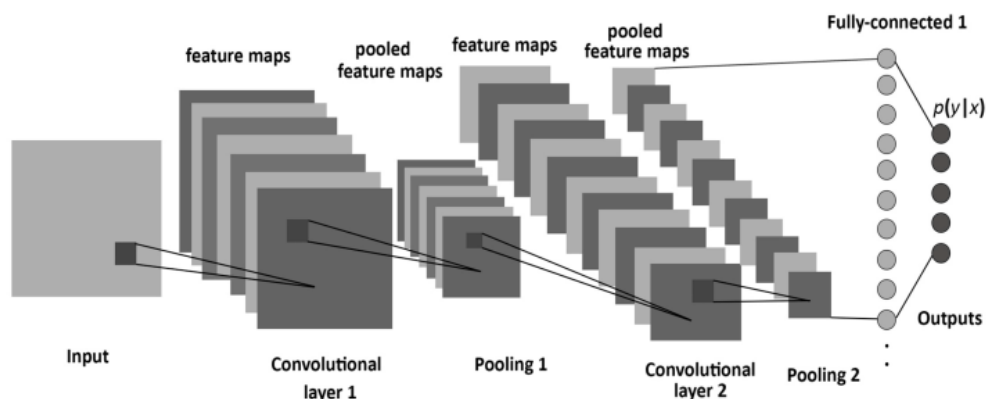 Fully-connected 1
feature maps
pooled
feature maps
feature maps
pooled
feature maps
p(y|x)
Input
Convolutional
layer 1
Pooling 1
Convolutional
layer 2
Pooling 2
Outputs